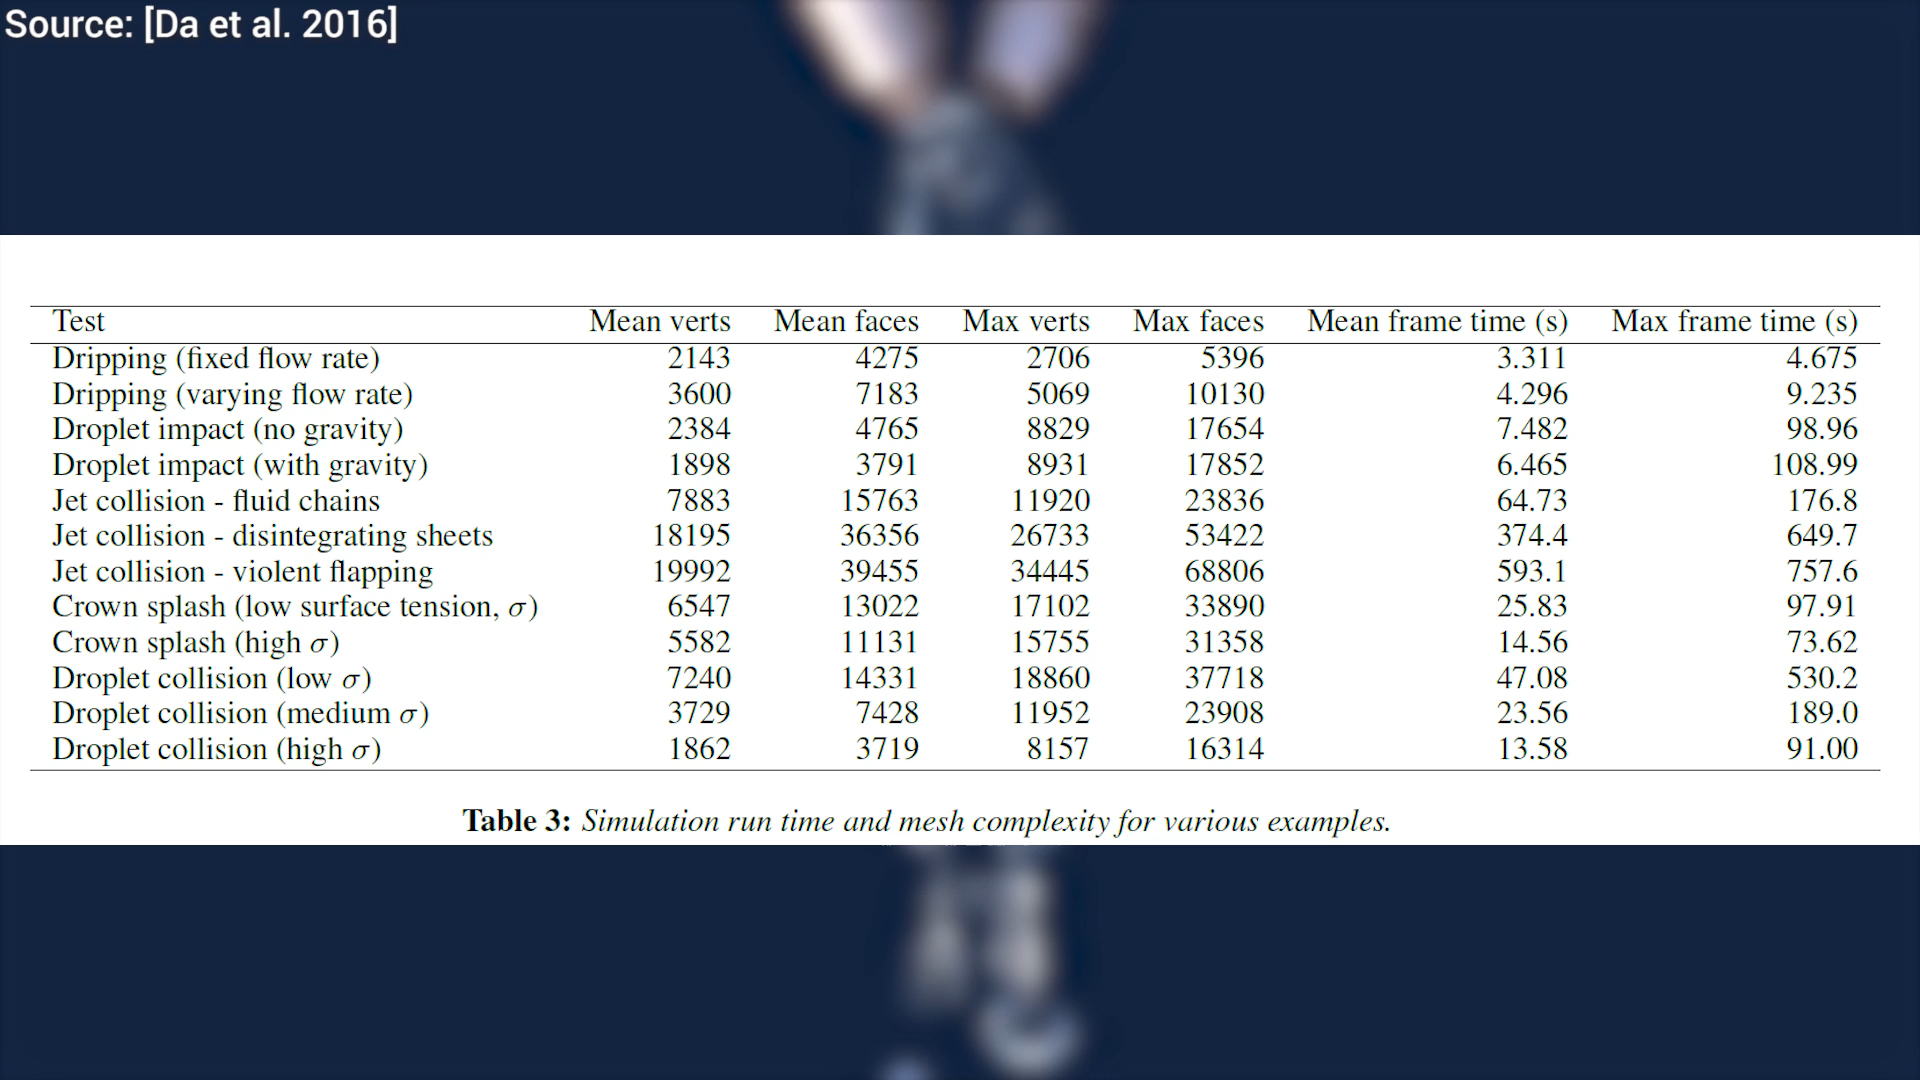 Source: [Da et al. 2016]
Test Mean verts Mean faces Max verts Max faces Mean frame time (s) Max frame time (s)
Dripping (fixed flow rate) 2143 4275 2706 5396 3.311 4.675
Dripping (varying flow rate) 3600 7183 5069 10130 4.296 9.235
Droplet impact (no gravity) 2384 4765 8829 17654 7.482 98.96
Droplet impact (with gravity) 1898 3791 8931 17852 6.465 108.99
Jet collision - fluid chains 7883 15763 11920 23836 64.73 176.8
Jet collision - disintegrating sheets 18195 36356 26733 53422 374.4 649.7
Jet collision - violent flapping 19992 39455 34445 68806 593.1 757.6
Crown splash (low surface tension, σ) 6547 13022 17102 33890 25.83 97.91
Crown splash (high σ) 5582 11131 15755 31358 14.56 73.62
Droplet collision (low σ) 7240 14331 18860 37718 47.08 530.2
Droplet collision (medium σ) 3729 7428 11952 23908 23.56 189.0
Droplet collision (high σ) 1862 3719 8157 16314 13.58 91.00
Table 3: Simulation run time and mesh complexity for various examples.